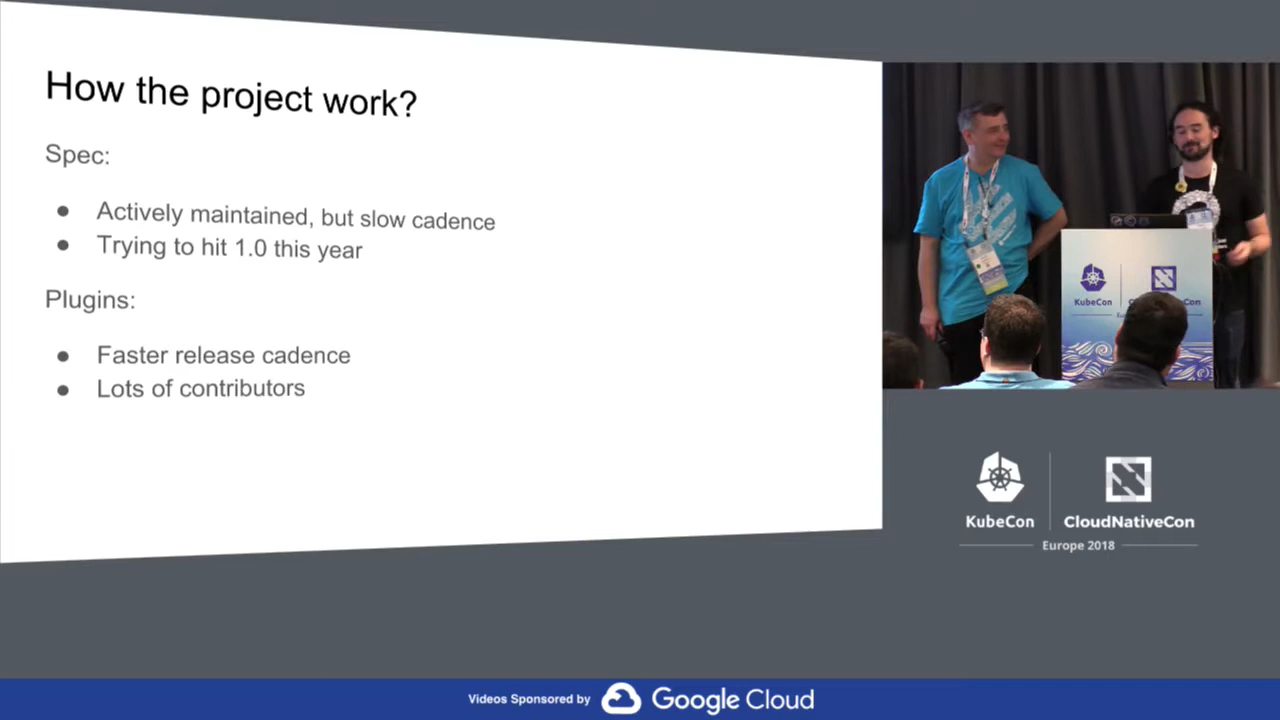 How the project work?
Spec:
● Actively maintained, but slow cadence
● Trying to hit 1.0 this year
Plugins:
● Faster release cadence
● Lots of contributors
KubeCon
KubeCon
CloudNativeCon
Europe 2018
Videos Sponsored by Google Cloud